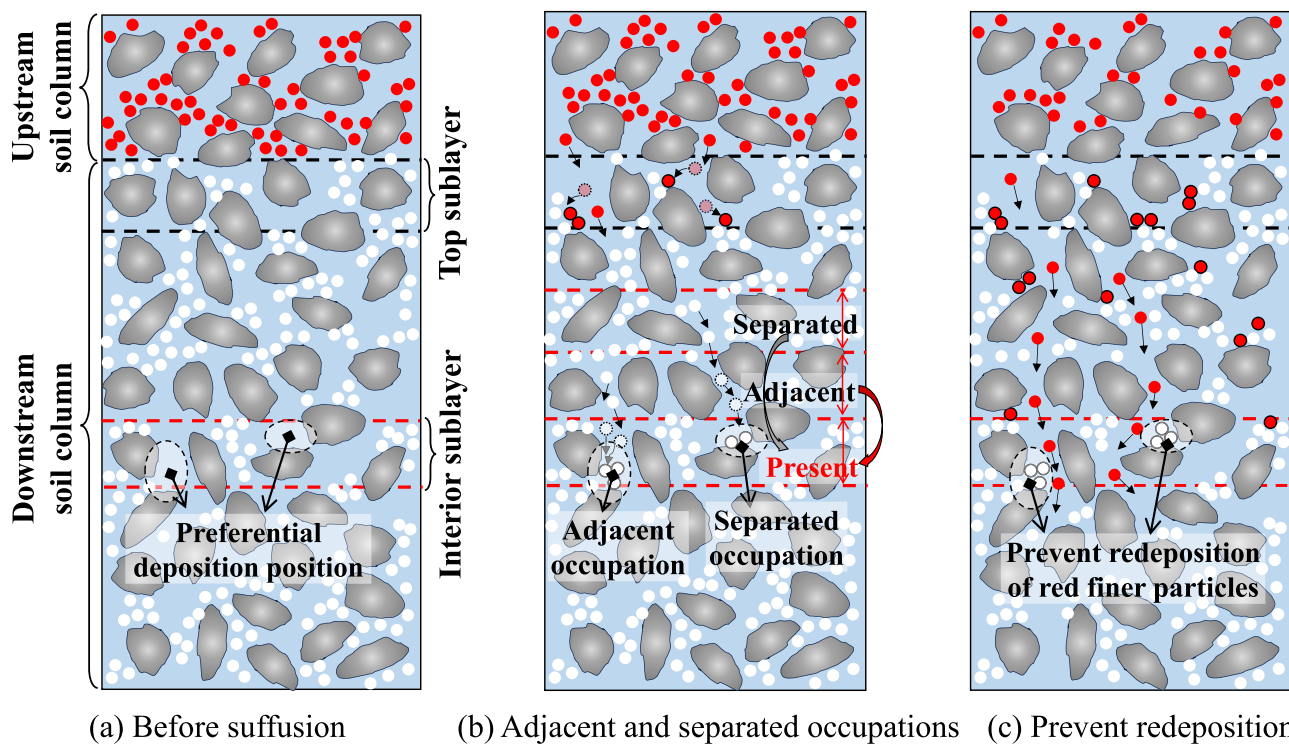 Upstream
soil column
Downstream
soil column
Top sublayer
Interior sublayer
Preferential
deposition position
(a) Before suffusion
Separated
Adjacent
Present
Adjacent
occupation
Separated
occupation
(b) Adjacent and separated occupations
Prevent redeposition
of red finer particles
(c) Prevent redeposition